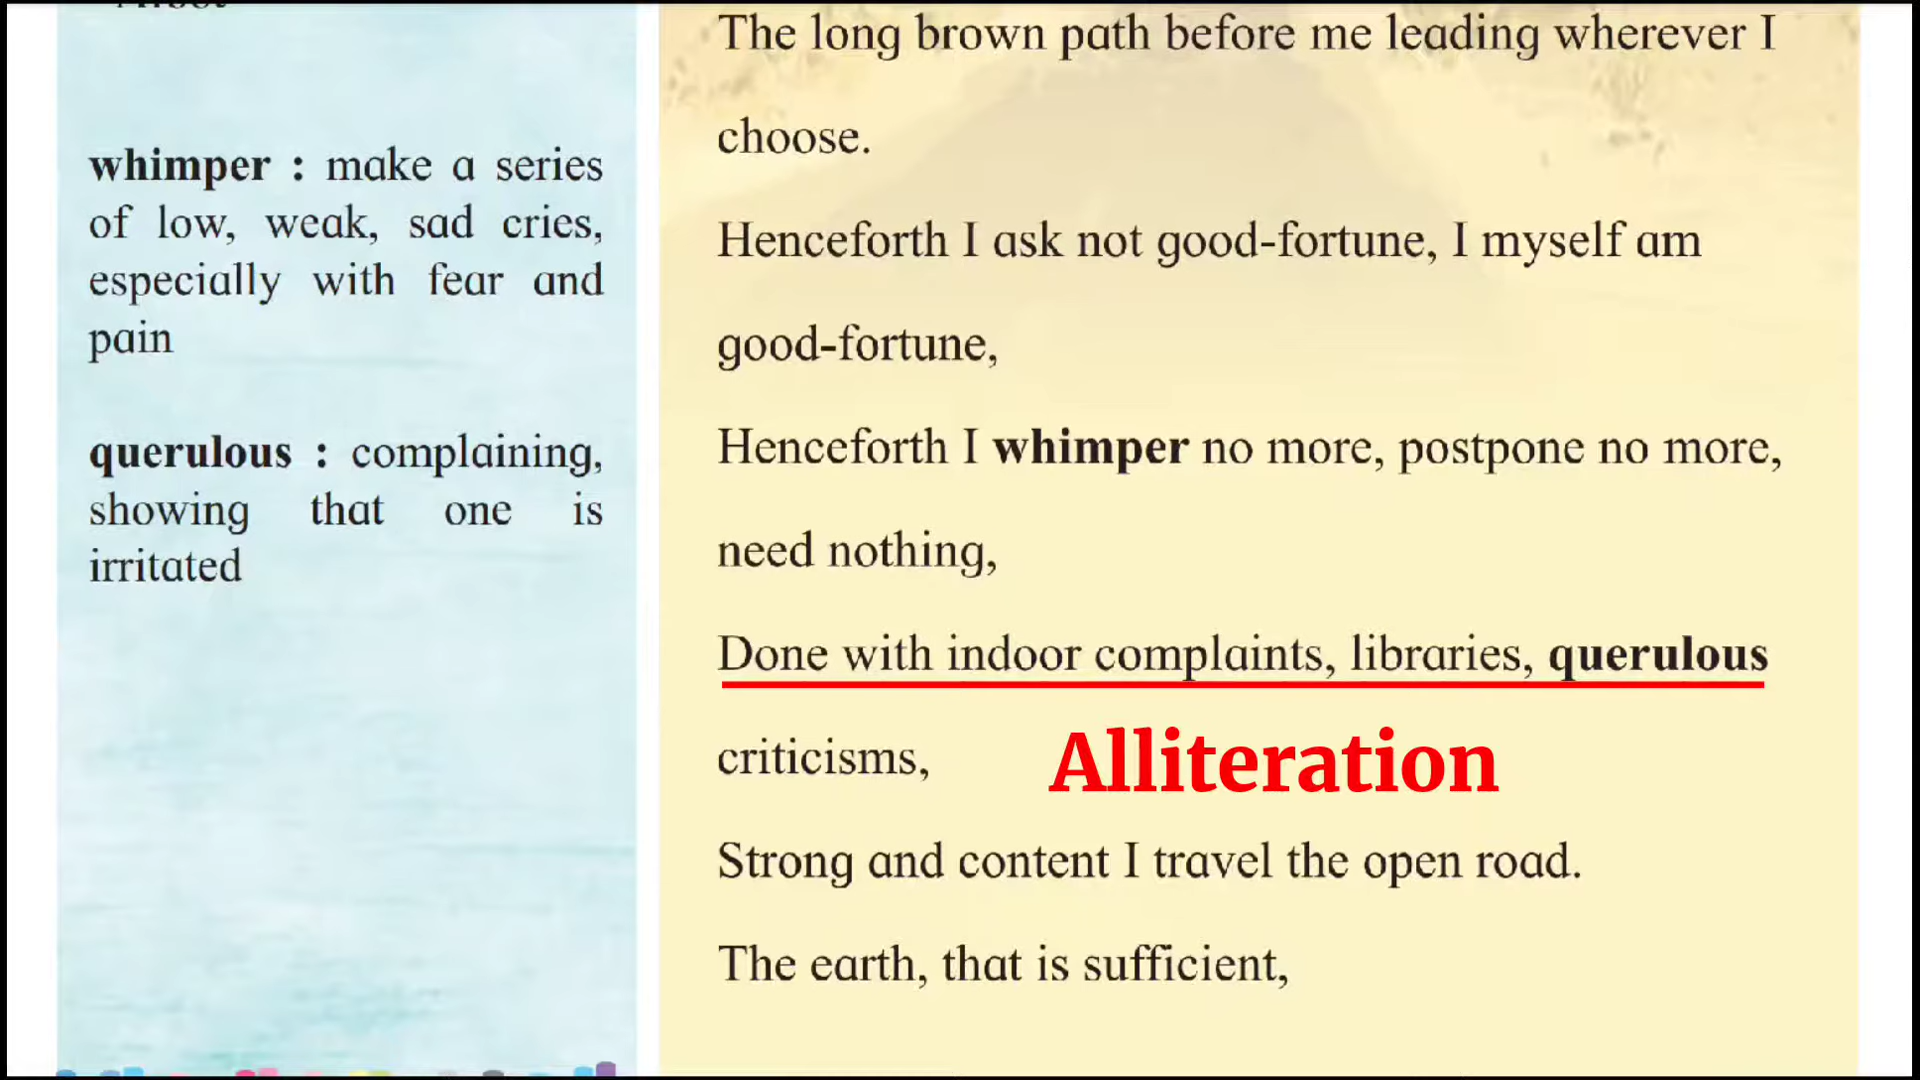 whimper : make a series
of low, weak, sad cries,
especially with fear and
pain
querulous : complaining,
showing that one is
irritated
The long brown path before me leading wherever I
choose.
Henceforth I ask not good-fortune, I myself am
good-fortune,
Henceforth I whimper no more, postpone no more,
need nothing,
Done with indoor complaints, libraries, querulous
criticisms,
Alliteration
Strong and content I travel the open road.
The earth, that is sufficient,